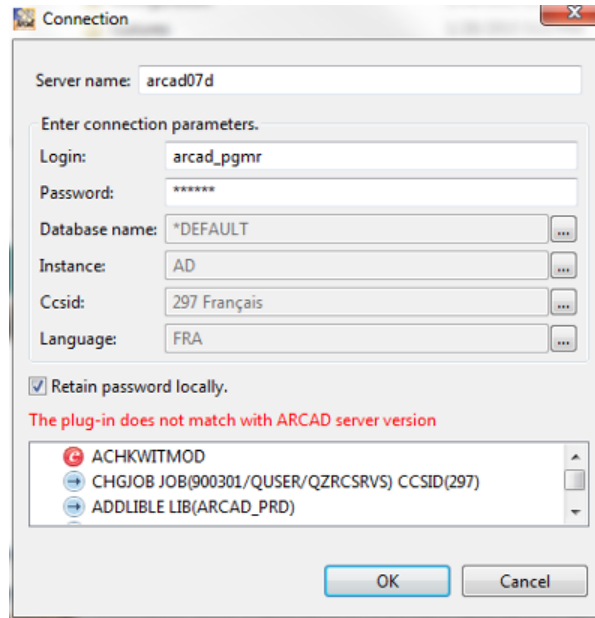 Connection
Server name: arcad07d
Enter connection parameters.
Login: arcad_pgmr
Password: ******
Database name: *DEFAULT ...
Instance: AD ...
Ccsid: 297 Français ...
Language: FRA ...
Retain password locally.
The plug-in does not match with ARCAD server version
ACHKWITMOD
CHGJOB JOB(900301/QUSER/QZRCSRVS) CCSID(297)
ADDLIBLE LIB(ARCAD_PRD)
OK Cancel